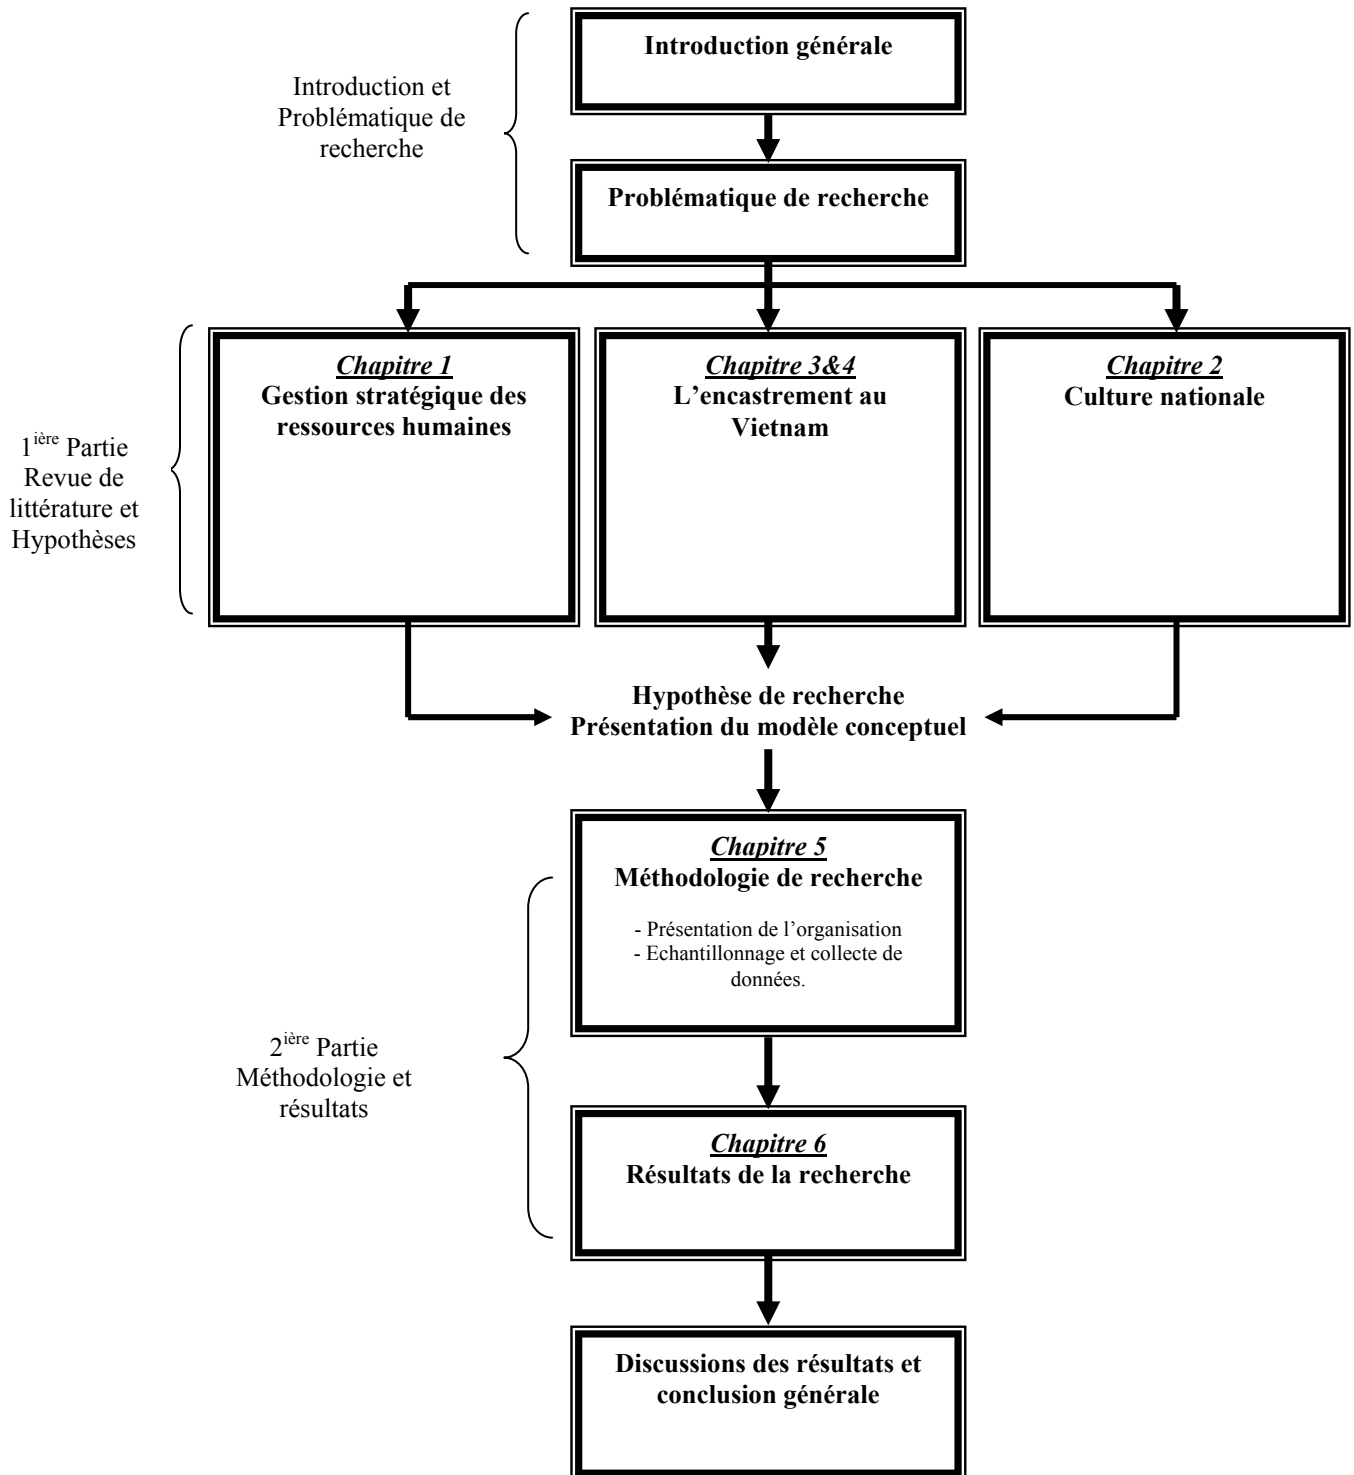 Introduction générale
Introduction et
Problématique de
recherche
Problématique de recherche
1ière Partie
Revue de
littérature et
Hypothèses
Chapitre 1
Gestion stratégique des
ressources humaines
Chapitre 3&4
L’encastrement au
Vietnam
Chapitre 2
Culture nationale
Hypothèse de recherche
Présentation du modèle conceptuel
2ière Partie
Méthodologie et
résultats
Chapitre 5
Méthodologie de recherche
- Présentation de l’organisation
- Echantillonnage et collecte de
données.
Chapitre 6
Résultats de la recherche
Discussions des résultats et
conclusion générale